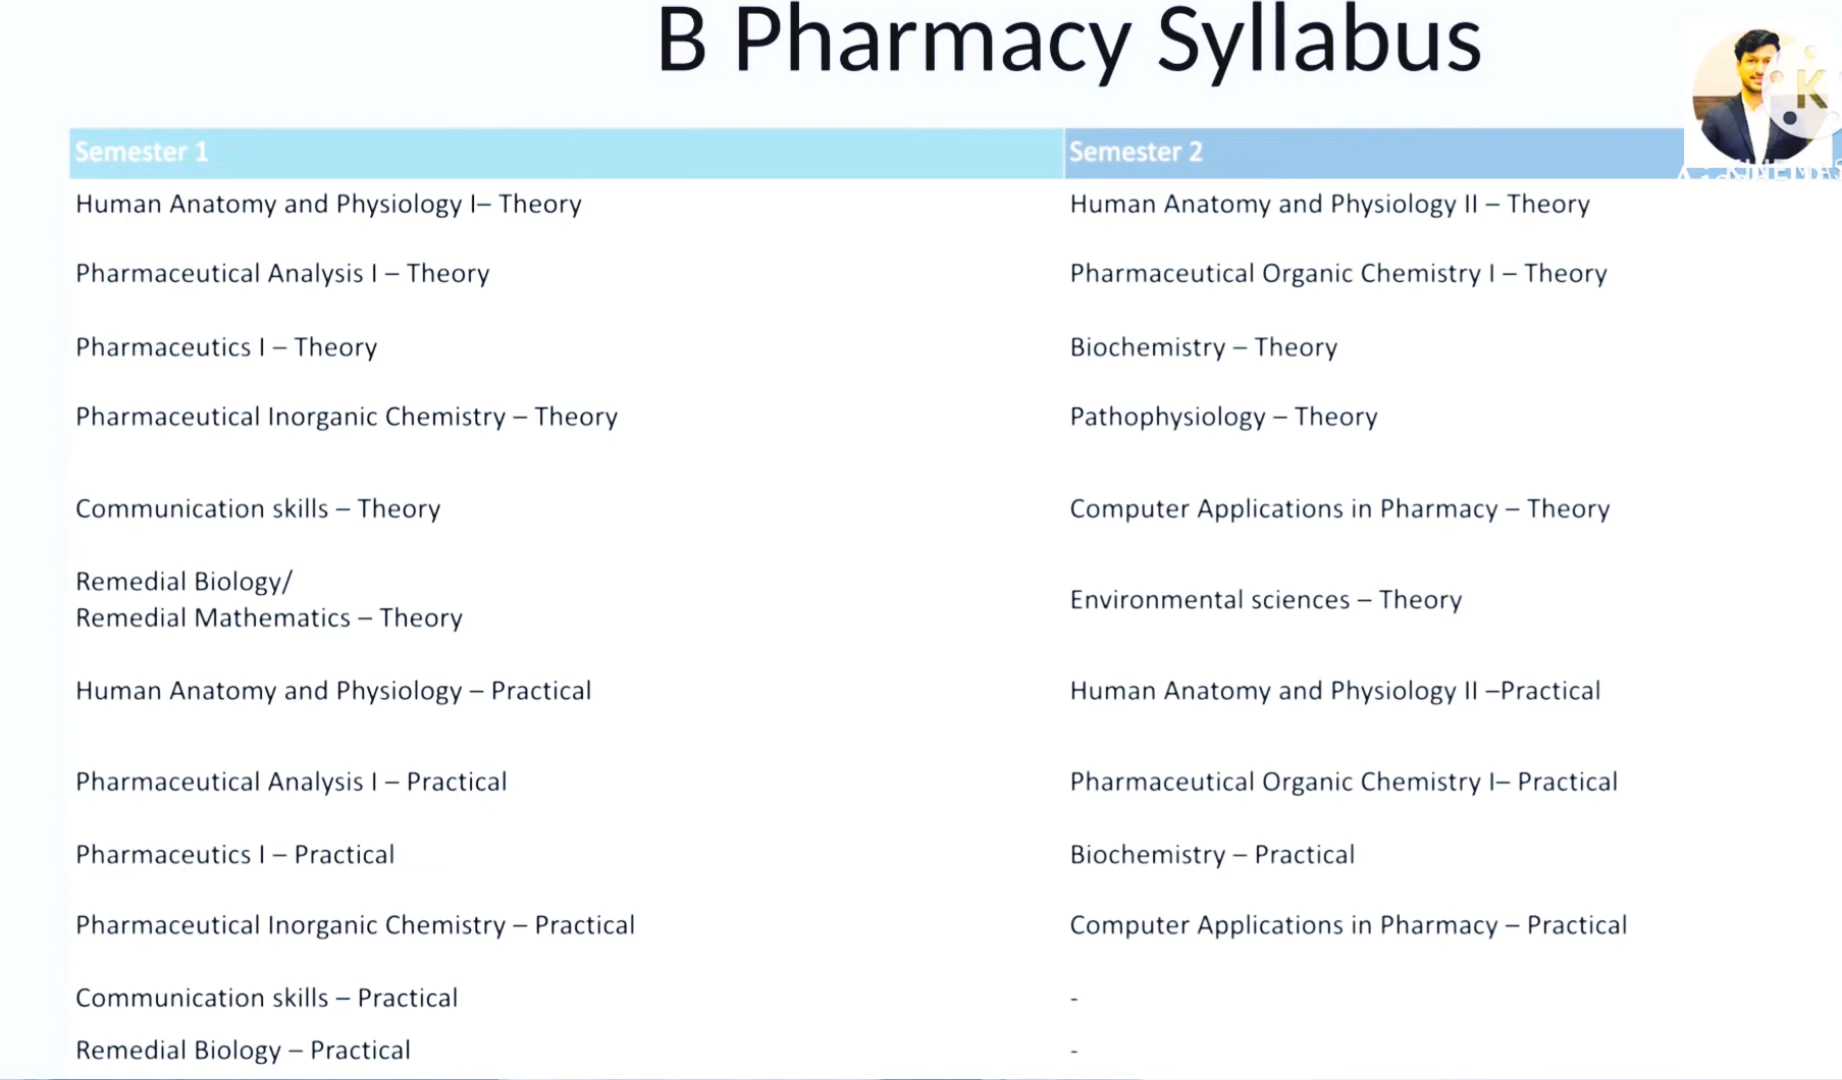 B Pharmacy Syllabus
K
Semester 1
Semester 2
Human Anatomy and Physiology I– Theory
Human Anatomy and Physiology II – Theory
Pharmaceutical Analysis I – Theory
Pharmaceutical Organic Chemistry I – Theory
Pharmaceutics I – Theory
Biochemistry – Theory
Pharmaceutical Inorganic Chemistry – Theory
Pathophysiology – Theory
Communication skills – Theory
Computer Applications in Pharmacy – Theory
Remedial Biology/
Remedial Mathematics – Theory
Environmental sciences – Theory
Human Anatomy and Physiology – Practical
Human Anatomy and Physiology II –Practical
Pharmaceutical Analysis I – Practical
Pharmaceutical Organic Chemistry I– Practical
Pharmaceutics I – Practical
Biochemistry – Practical
Pharmaceutical Inorganic Chemistry – Practical
Computer Applications in Pharmacy – Practical
Communication skills – Practical
-
Remedial Biology – Practical
-